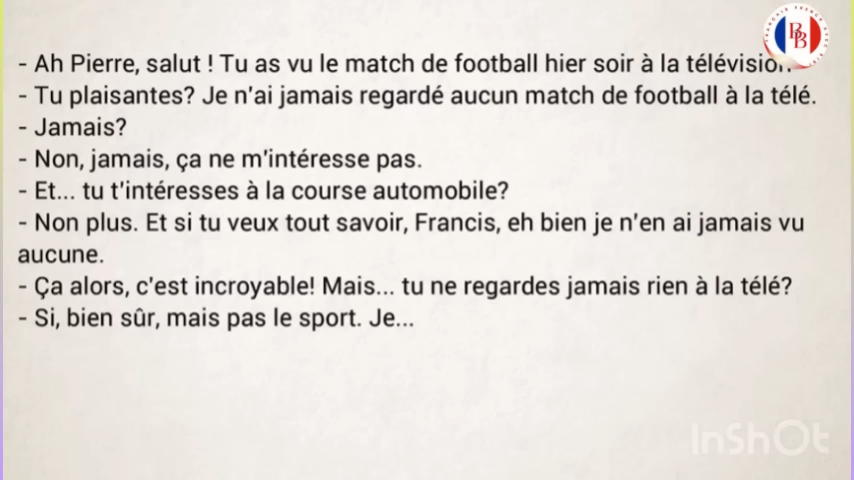 - Ah Pierre, salut ! Tu as vu le match de football hier soir à la télévision
- Tu plaisantes? Je n'ai jamais regardé aucun match de football à la télé.
- Jamais?
- Non, jamais, ça ne m'intéresse pas.
- Et... tu t'intéresses à la course automobile?
- Non plus. Et si tu veux tout savoir, Francis, eh bien je n'en ai jamais vu
aucune.
- Ça alors, c'est incroyable! Mais... tu ne regardes jamais rien à la télé?
- Si, bien sûr, mais pas le sport. Je...
InShOt